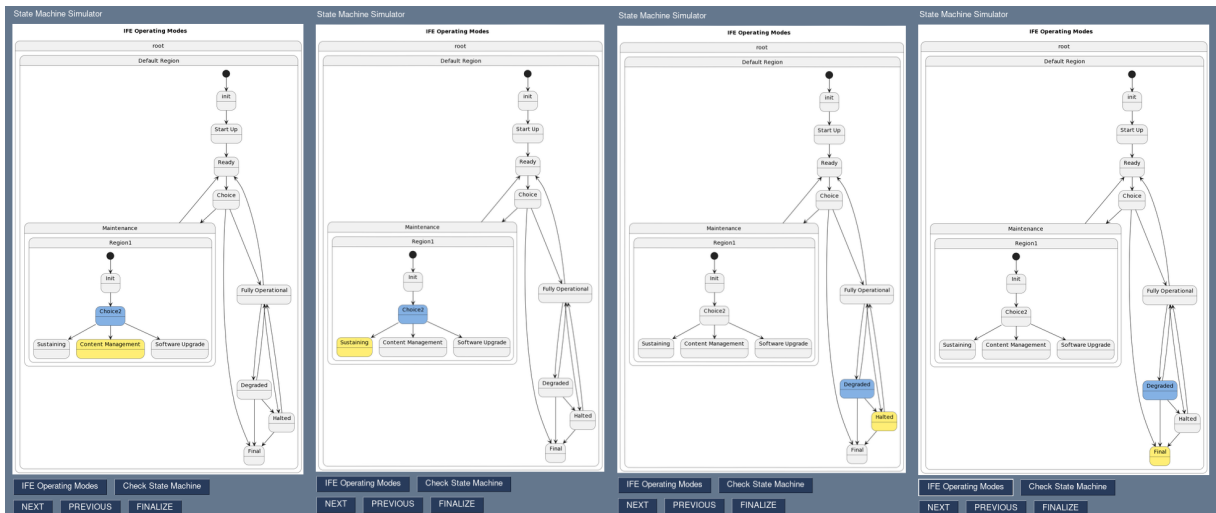 State Machine Simulator
IFE Operating Modes
root
Default Region
init
Start Up
Ready
Choice
Maintenance
Region1
Init
Choice2
Fully Operational
Sustaining
Content Management
Software Upgrade
Degraded
Halted
Final
IFE Operating Modes
Check State Machine
NEXT
PREVIOUS
FINALIZE
State Machine Simulator
IFE Operating Modes
root
Default Region
init
Start Up
Ready
Choice
Maintenance
Region1
Init
Choice2
Fully Operational
Sustaining
Content Management
Software Upgrade
Degraded
Halted
Final
IFE Operating Modes
Check State Machine
NEXT
PREVIOUS
FINALIZE
State Machine Simulator
IFE Operating Modes
root
Default Region
init
Start Up
Ready
Choice
Maintenance
Region1
Init
Choice2
Fully Operational
Sustaining
Content Management
Software Upgrade
Degraded
Halted
Final
IFE Operating Modes
Check State Machine
NEXT
PREVIOUS
FINALIZE
State Machine Simulator
IFE Operating Modes
root
Default Region
init
Start Up
Ready
Choice
Maintenance
Region1
Init
Choice2
Fully Operational
Sustaining
Content Management
Software Upgrade
Degraded
Halted
Final
IFE Operating Modes
Check State Machine
NEXT
PREVIOUS
FINALIZE